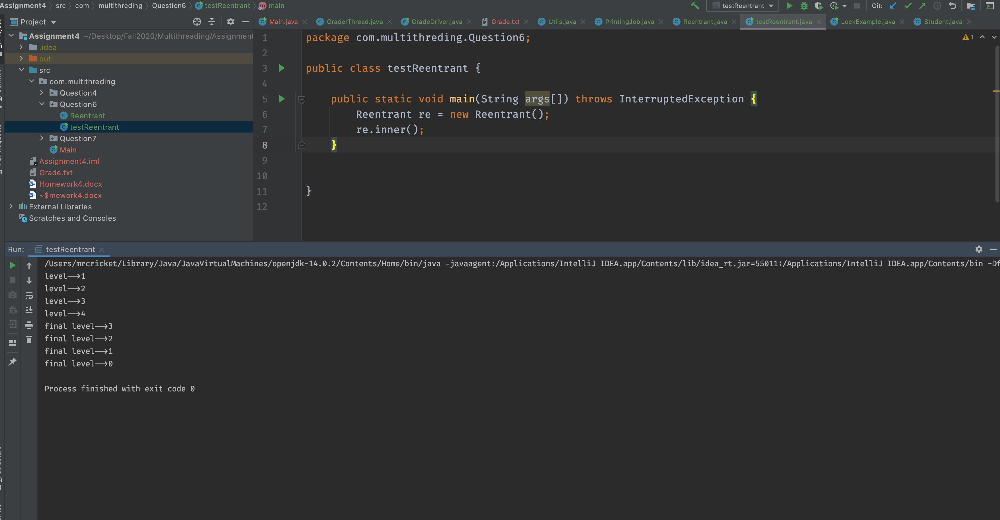 Assignment4 src com multithreding Question6 testReentrant main
testReentrant Git:
Project
Main.java GraderThread.java GradeDriver.java Grade.txt Utils.java PrintingJob.java Reentrant.java testReentrant.java LockExample.java Student.java
Assignment4 ~/Desktop/Fall2020/Multithreading/Assignment
.idea
out
src
com.multithreding
Question4
Question6
Reentrant
testReentrant
Question7
Main
Assignment4.iml
Grade.txt
Homework4.docx
~$mework4.docx
External Libraries
Scratches and Consoles
1 package com.multithreding.Question6;
1
2
3 public class testReentrant {
4
5 public static void main(String args[]) throws InterruptedException {
6 Reentrant re = new Reentrant();
7 re.inner();
8 }
9
10
11 }
12
Run: testReentrant
/Users/mrcricket/Library/Java/JavaVirtualMachines/openjdk-14.0.2/Contents/Home/bin/java -javaagent:/Applications/IntelliJ IDEA.app/Contents/lib/idea_rt.jar=55011:/Applications/IntelliJ IDEA.app/Contents/bin -Df
level⟶1
level⟶2
level⟶3
level⟶4
final level⟶3
final level⟶2
final level⟶1
final level⟶0
Process finished with exit code 0